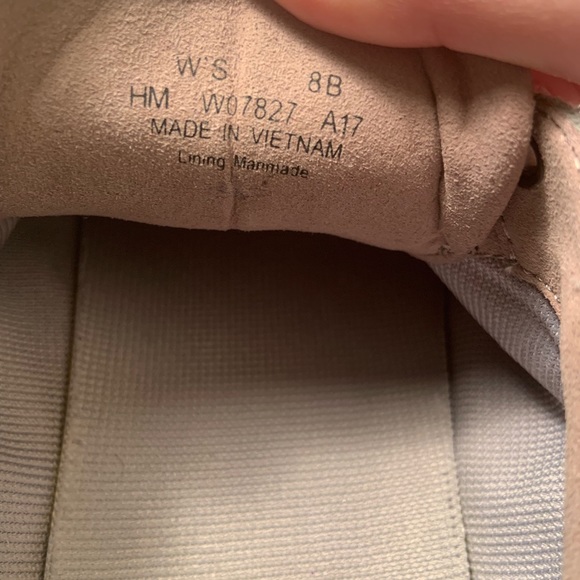 W'S 8B
HM W07827 A17
MADE IN VIETNAM
Lining Manmade